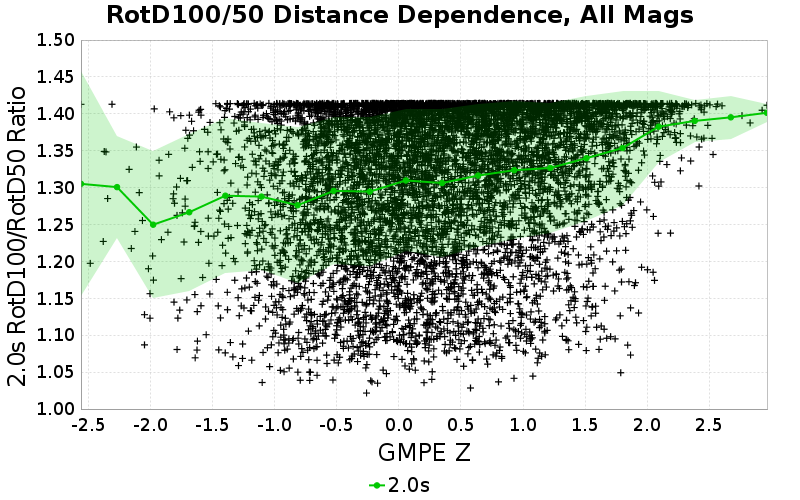 RotD100/50 Distance Dependence, All Mags
2.0s RotD100/RotD50 Ratio
1.50
1.45
1.40
1.35
1.30
1.25
1.20
1.15
1.10
1.05
1.00
-2.5 -2.0 -1.5 -1.0 -0.5 0.0 0.5 1.0 1.5 2.0 2.5
GMPE Z
2.0s